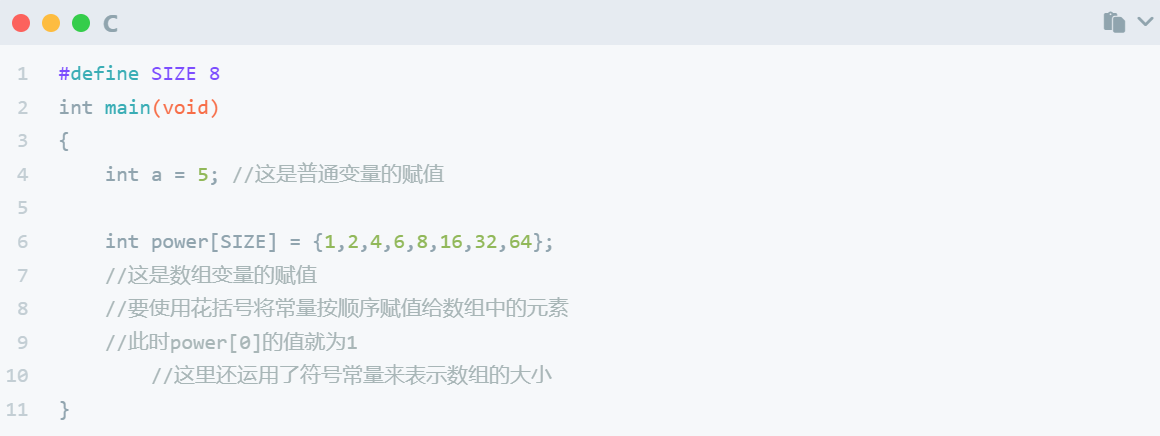 C
1 #define SIZE 8
2 int main(void)
3 {
4     int a = 5; //这是普通变量的赋值
5
6     int power[SIZE] = {1,2,4,6,8,16,32,64};
7     //这是数组变量的赋值
8     //要使用花括号将常量按顺序赋值给数组中的元素
9     //此时power[0]的值就为1
10         //这里还运用了符号常量来表示数组的大小
11 }